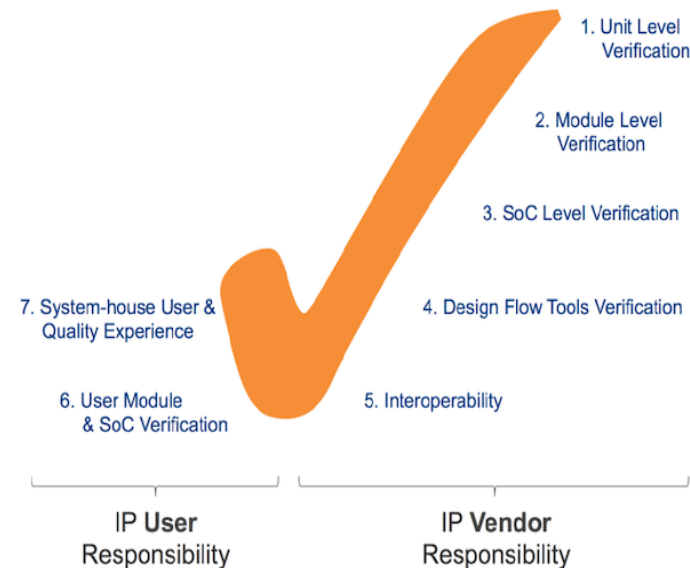 1. Unit Level
Verification
2. Module Level
Verification
3. SoC Level Verification
4. Design Flow Tools Verification
5. Interoperability
6. User Module
& SoC Verification
7. System-house User &
Quality Experience
IP User
Responsibility
IP Vendor
Responsibility